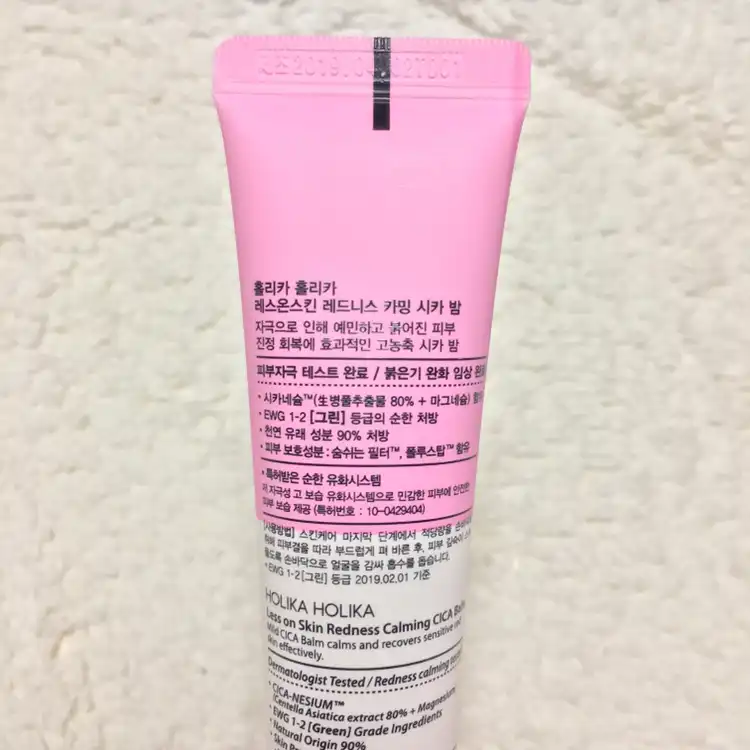 홀리카 홀리카
레스온스킨 레드니스 카밍 시카 밤
자극으로 인해 예민하고 붉어진 피부
진정 회복에 효과적인 고농축 시카 밤
피부자극 테스트 완료 / 붉은기 완화 임상
• 시카네슘™(生병풀추출물 80% + 마그네슘)
• EWG 1-2 [그린] 등급의 순한 처방
• 천연 유래 성분 90% 처방
• 피부 보호성분 : 숨쉬는 필터™, 폴루스탑™ 함유
• 특허받은 순한 유화시스템
저 자극성 고 보습 유화시스템으로 민감한 피부에 안전한
피부 보습 제공 (특허번호 : 10-0429404)
[사용방법] 스킨케어 마지막 단계에서 적당량을
피부결을 따라 부드럽게 펴 바른 후, 피부 깊숙이
손바닥으로 얼굴을 감싸 흡수를 돕습니다.
• EWG 1-2 [그린] 등급 2019.02.01 기준
HOLIKA HOLIKA
Less on Skin Redness Calming CICA Balm
Mild CICA Balm calms and recovers sensitive
skin effectively.
Dermatologist Tested / Redness calming
• CICA-NESIUM™
(Centella Asiatica extract 80% + Magnesium
• EWG 1-2 [Green] Grade Ingredients
• Natural Origin 90%
• Skin